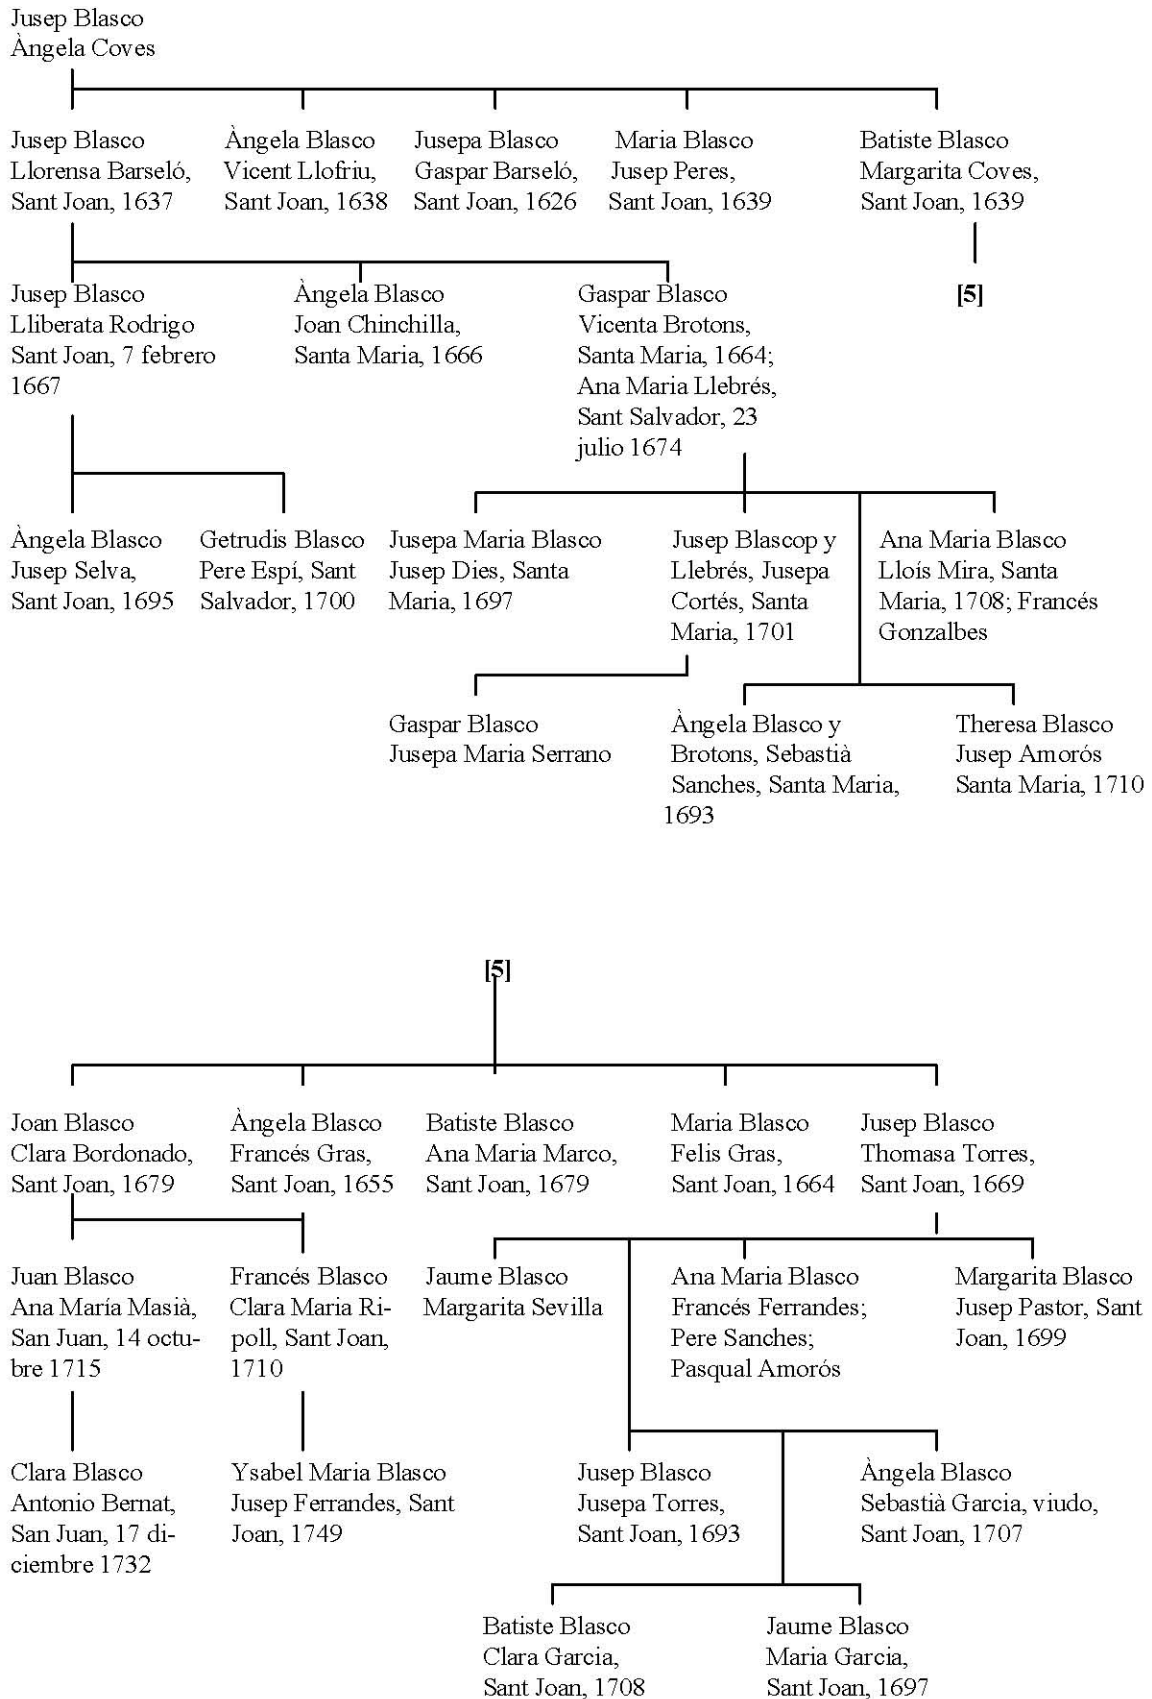 Jusep Blasco
Àngela Coves
Jusep Blasco
Llorensa Barseló,
Sant Joan, 1637
Àngela Blasco
Vicent Llofriu,
Sant Joan, 1638
Jusepa Blasco
Gaspar Barseló,
Sant Joan, 1626
Maria Blasco
Jusep Peres,
Sant Joan, 1639
Batiste Blasco
Margarita Coves,
Sant Joan, 1639
Jusep Blasco
Lliberata Rodrigo
Sant Joan, 7 febrero
1667
Àngela Blasco
Joan Chinchilla,
Santa Maria, 1666
Gaspar Blasco
Vicenta Brotons,
Santa Maria, 1664;
Ana Maria Llebrés,
Sant Salvador, 23
julio 1674
[5]
Àngela Blasco
Jusep Selva,
Sant Joan, 1695
Getrudis Blasco
Pere Espí, Sant
Salvador, 1700
Jusepa Maria Blasco
Jusep Dies, Santa
Maria, 1697
Jusep Blascop y
Llebrés, Jusepa
Cortés, Santa
Maria, 1701
Ana Maria Blasco
Lloís Mira, Santa
Maria, 1708; Francés
Gonzalbes
Gaspar Blasco
Jusepa Maria Serrano
Àngela Blasco y
Brotons, Sebastià
Sanches, Santa Maria,
1693
Theresa Blasco
Jusep Amorós
Santa Maria, 1710
[5]
Joan Blasco
Clara Bordonado,
Sant Joan, 1679
Àngela Blasco
Francés Gras,
Sant Joan, 1655
Batiste Blasco
Ana Maria Marco,
Sant Joan, 1679
Maria Blasco
Felis Gras,
Sant Joan, 1664
Jusep Blasco
Thomasa Torres,
Sant Joan, 1669
Juan Blasco
Ana María Masià,
San Juan, 14 octu-
bre 1715
Francés Blasco
Clara Maria Ri-
poll, Sant Joan,
1710
Jaume Blasco
Margarita Sevilla
Ana Maria Blasco
Francés Ferrandes;
Pere Sanches;
Pasqual Amorós
Margarita Blasco
Jusep Pastor, Sant
Joan, 1699
Clara Blasco
Antonio Bernat,
San Juan, 17 di-
ciembre 1732
Ysabel Maria Blasco
Jusep Ferrandes, Sant
Joan, 1749
Jusep Blasco
Jusepa Torres,
Sant Joan, 1693
Àngela Blasco
Sebastià Garcia, viudo,
Sant Joan, 1707
Batiste Blasco
Clara Garcia,
Sant Joan, 1708
Jaume Blasco
Maria Garcia,
Sant Joan, 1697